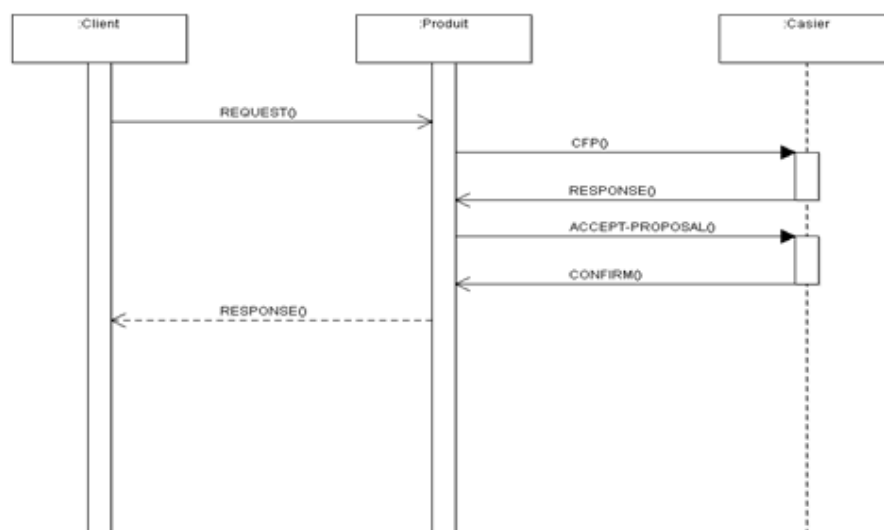 :Client
:Produit
:Casier
REQUEST()
CFP()
RESPONSE()
ACCEPT-PROPOSAL()
CONFIRM()
RESPONSE()